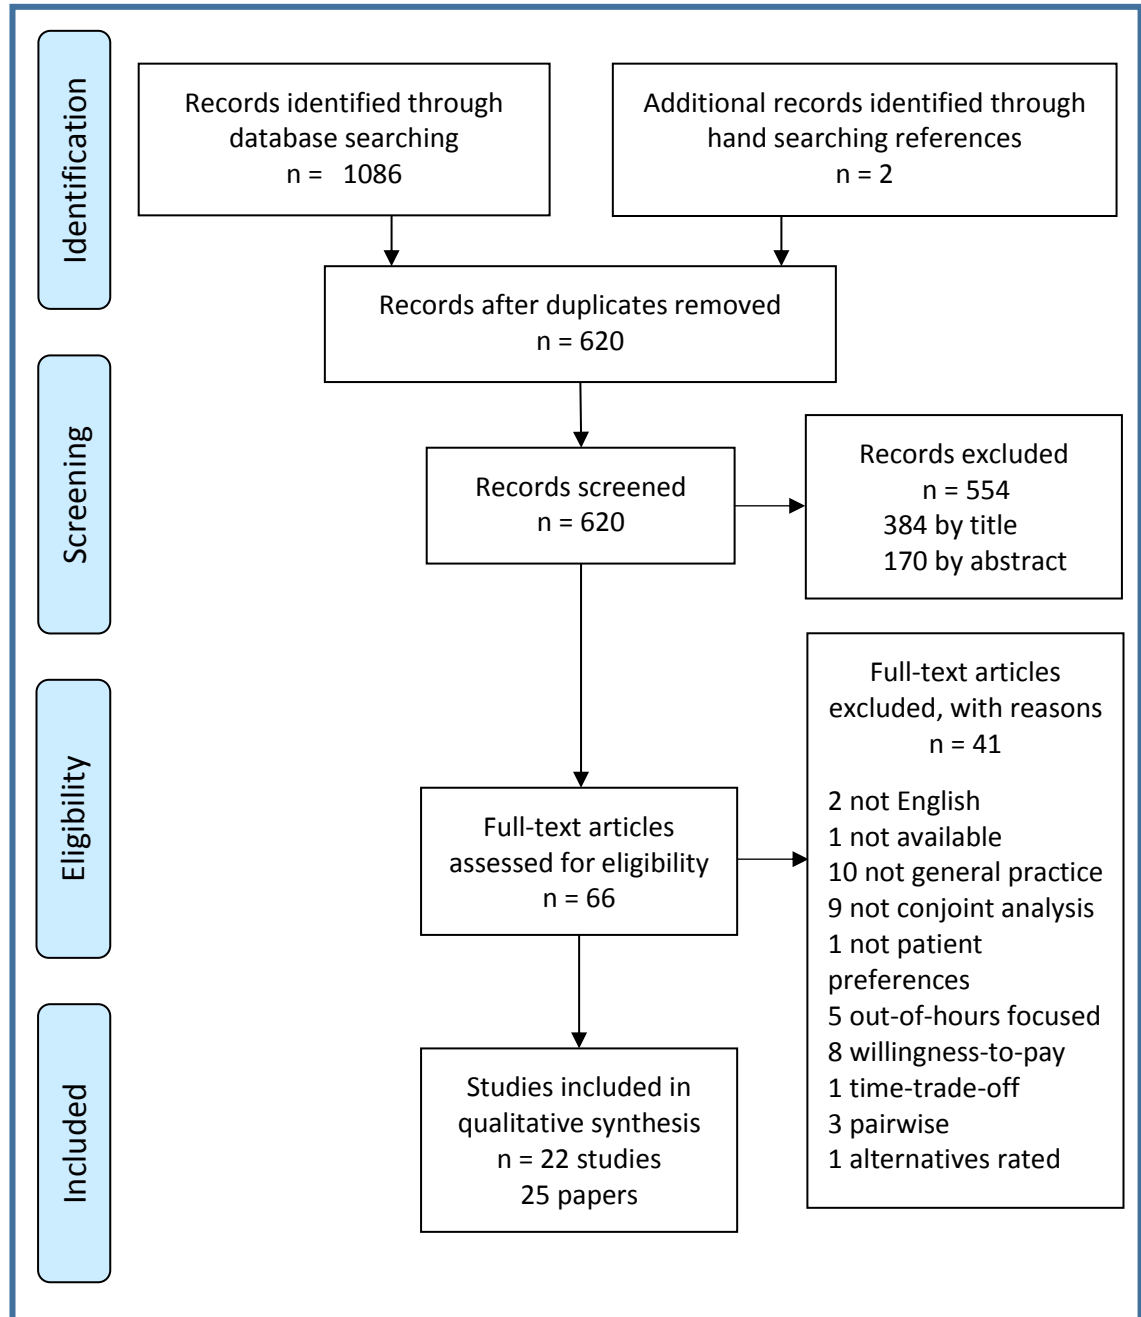 Identification
Records identified through
database searching
n = 1086
Additional records identified through
hand searching references
n = 2
Records after duplicates removed
n = 620
Screening
Records screened
n = 620
Records excluded
n = 554
384 by title
170 by abstract
Eligibility
Full-text articles
assessed for eligibility
n = 66
Full-text articles
excluded, with reasons
n = 41
2 not English
1 not available
10 not general practice
9 not conjoint analysis
1 not patient
preferences
5 out-of-hours focused
8 willingness-to-pay
1 time-trade-off
3 pairwise
1 alternatives rated
Included
Studies included in
qualitative synthesis
n = 22 studies
25 papers